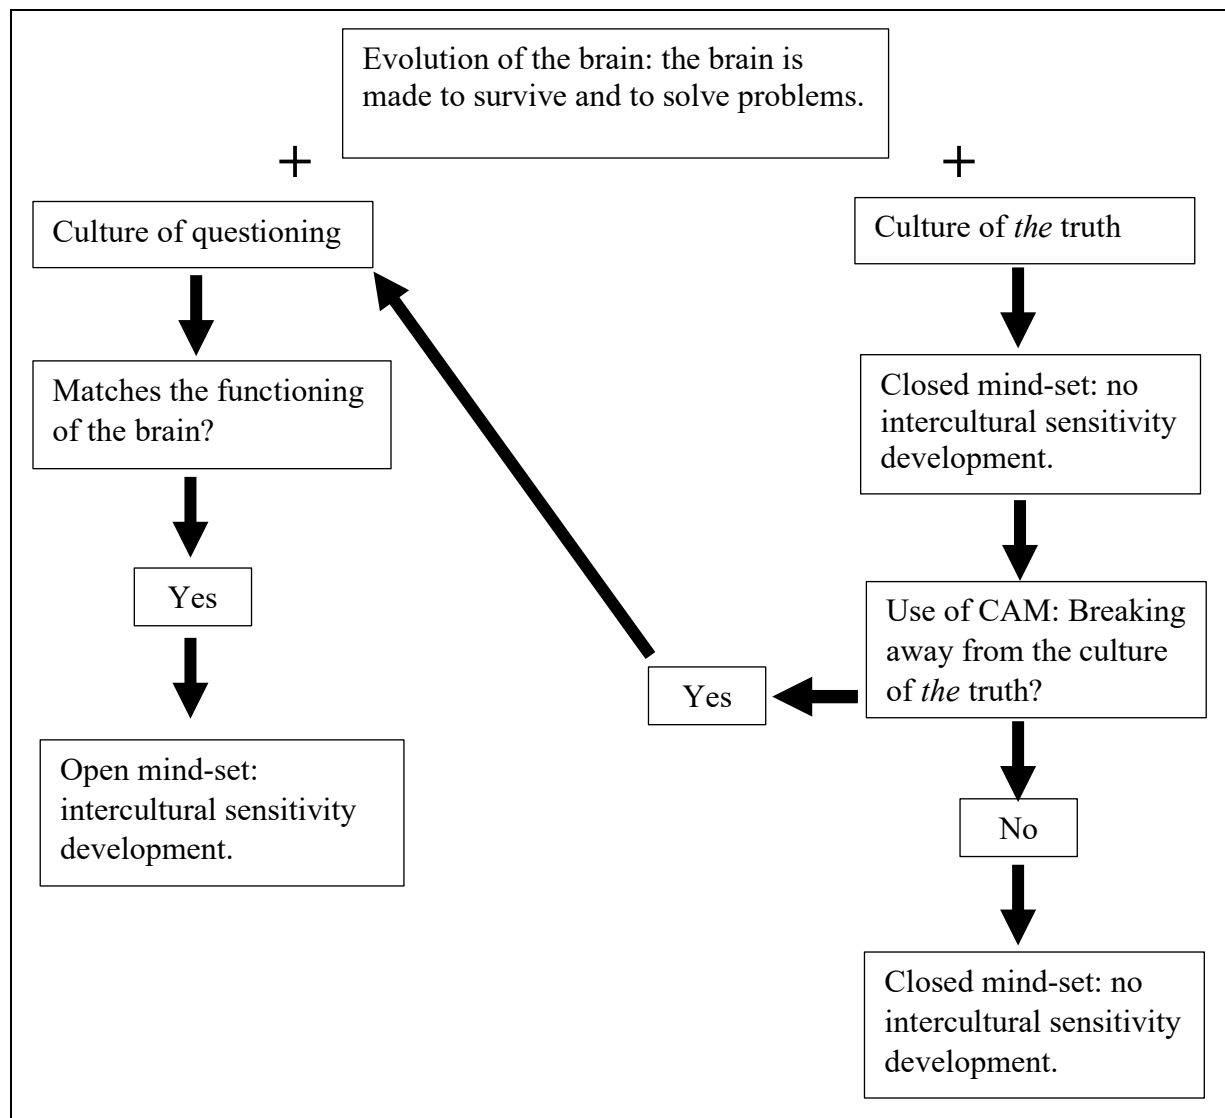 Evolution of the brain: the brain is
made to survive and to solve problems.
+
+
Culture of questioning
Culture of the truth
Matches the functioning
of the brain?
Closed mind-set: no
intercultural sensitivity
development.
Yes
Use of CAM: Breaking
away from the culture
of the truth?
Yes
Open mind-set:
intercultural sensitivity
development.
No
Closed mind-set: no
intercultural sensitivity
development.